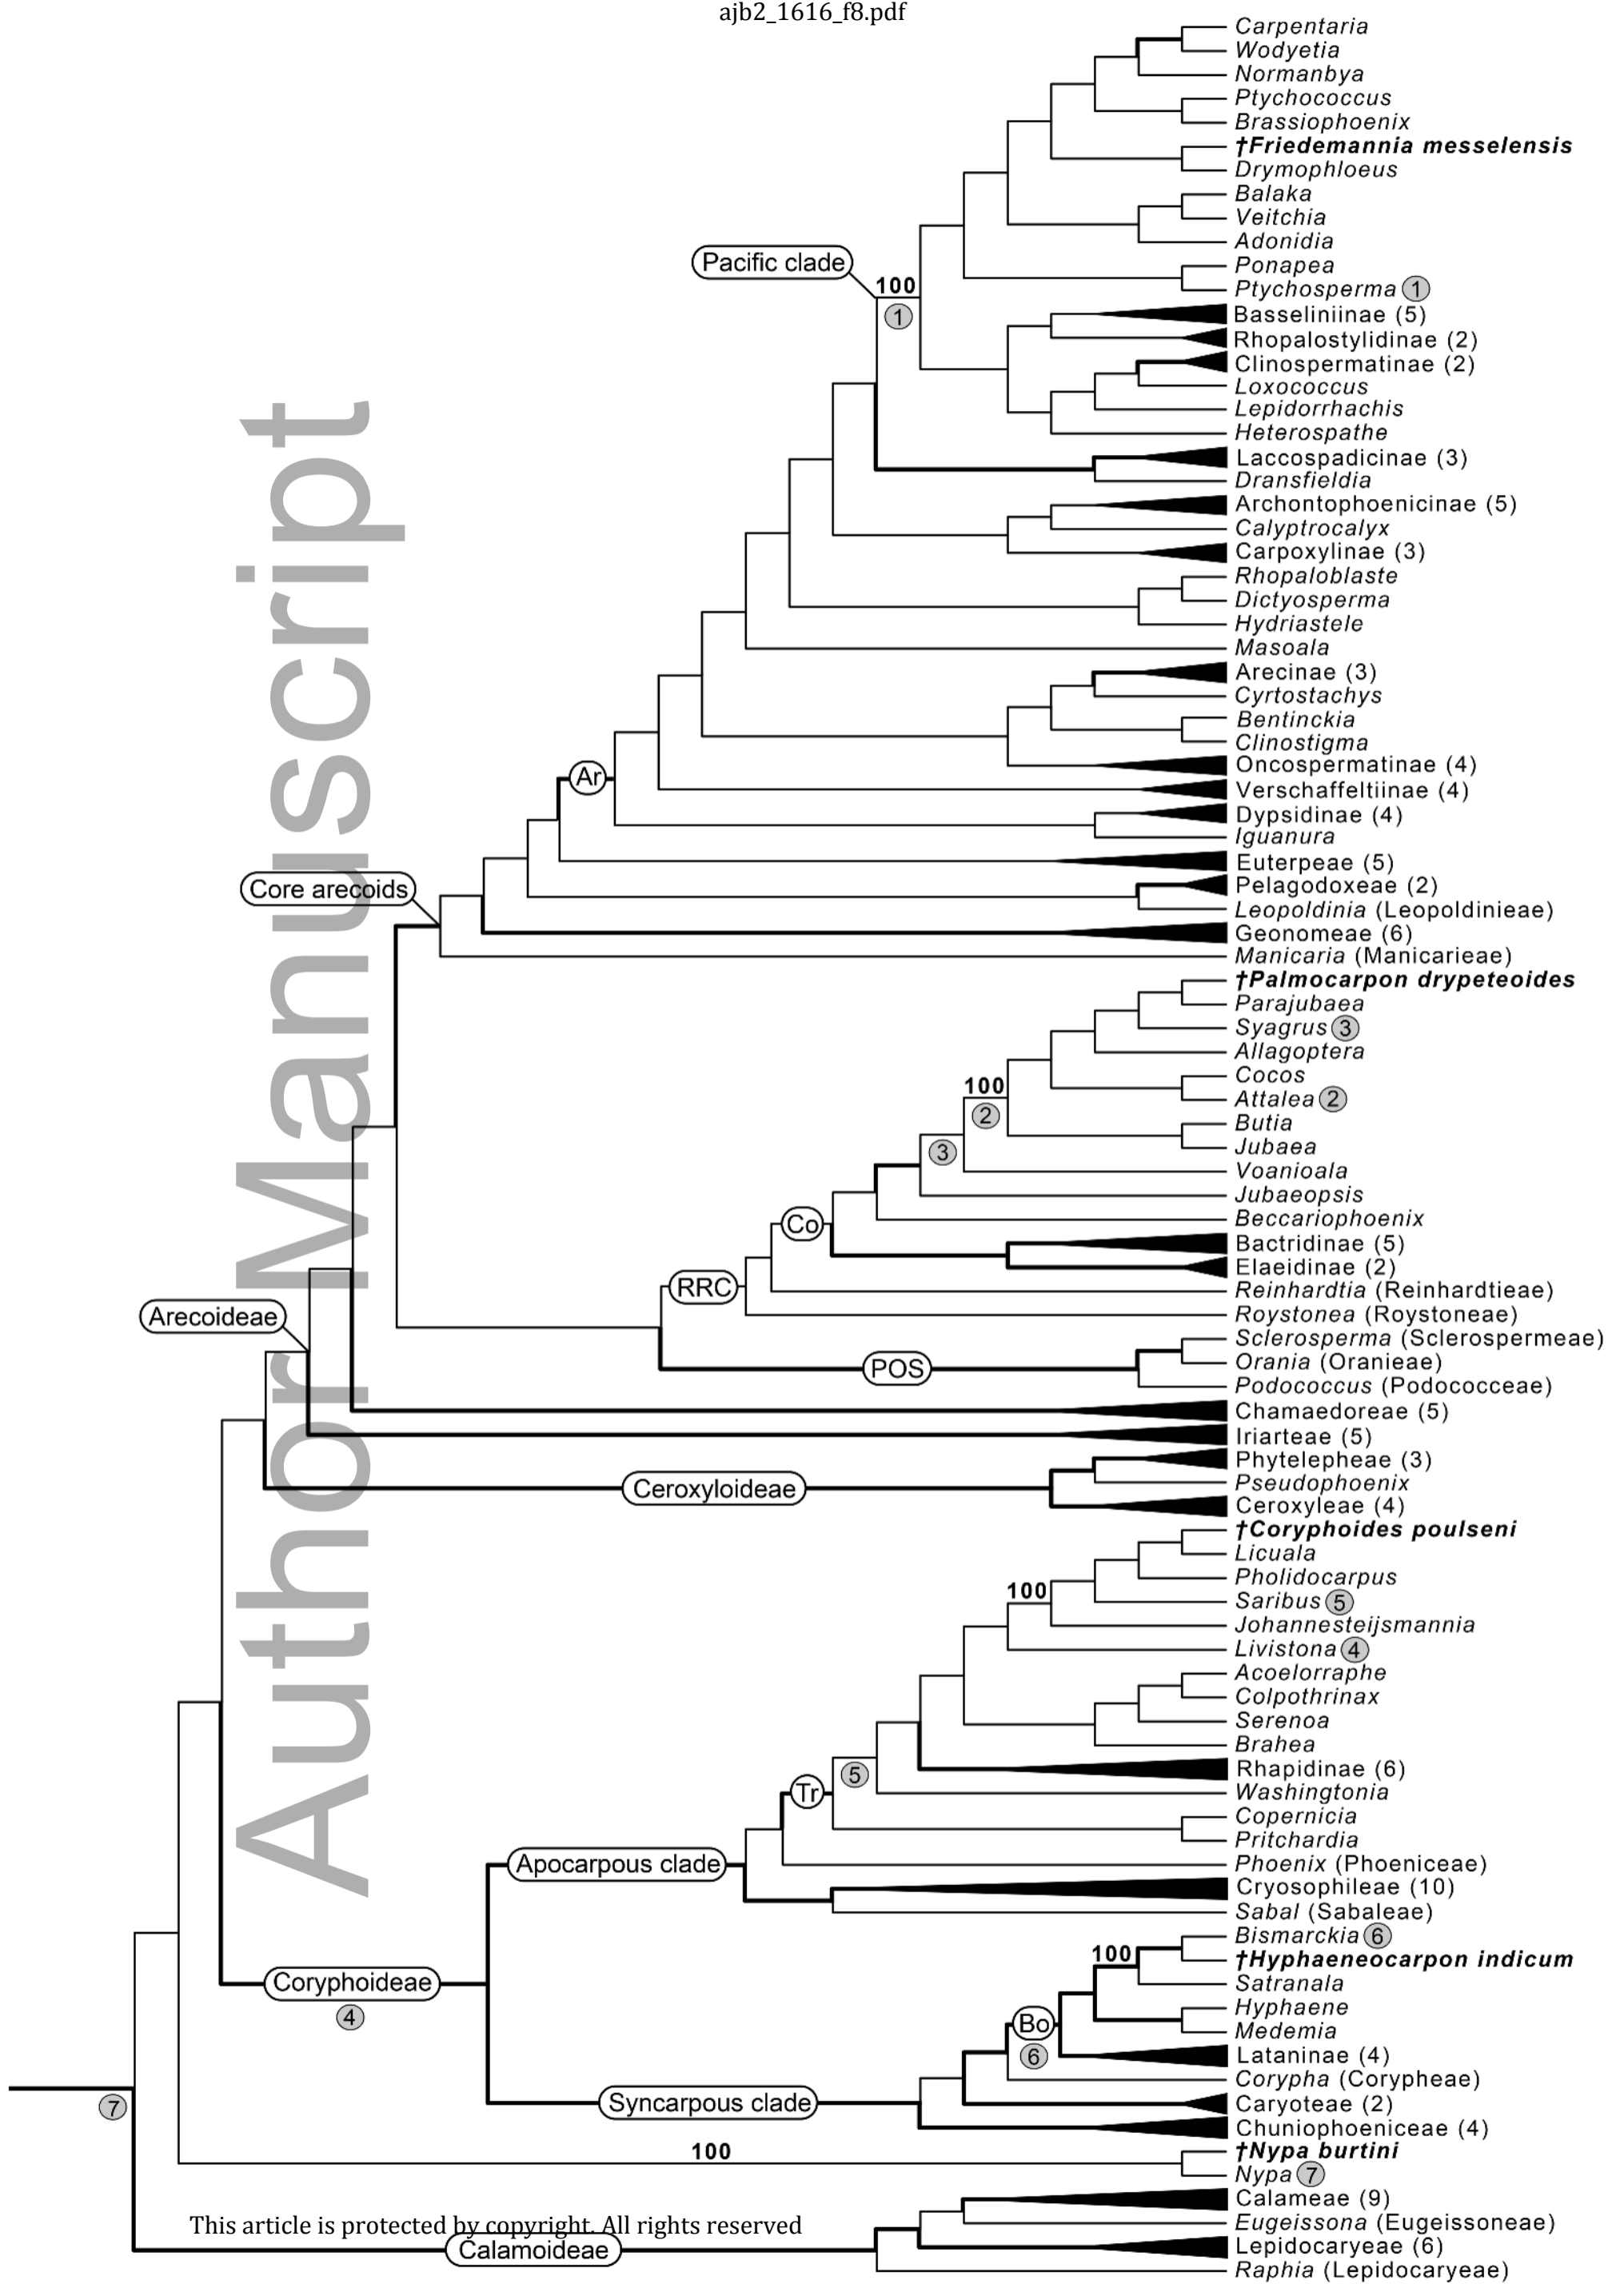 ajb2_1616_f8.pdf
Carpentaria
Wodyetia
Normanbya
Ptychococcus
Brassiophoenix
†Friedemannia messelensis
Drymophloeus
Balaka
Veitchia
Adonidia
Pacific clade
Ponapea
100
Ptychosperma 1
1
Basseliniinae (5)
Rhopalostylidinae (2)
Clinospermatinae (2)
Loxococcus
Lepidorrhachis
Heterospathe
Laccospadicinae (3)
Dransfieldia
Archontophoenicinae (5)
Calyptrocalyx
Carpoxylinae (3)
Rhopaloblaste
Dictyosperma
Hydriastele
Masoala
Arecinae (3)
Cyrtostachys
Bentinckia
Clinostigma
Oncospermatinae (4)
Ar
Verschaffeltiinae (4)
Dypsidinae (4)
Iguanura
Euterpeae (5)
Core arecoids
Pelagodoxeae (2)
Leopoldinia (Leopoldinieae)
Geonomeae (6)
Manicaria (Manicarieae)
†Palmocarpon drypeteoides
Parajubaea
Syagrus 3
Allagoptera
Cocos
100
Attalea 2
2
Butia
Jubaea
3
Voanioala
Jubaeopsis
Beccariophoenix
Co
Bactridinae (5)
Elaeidinae (2)
RRC
Reinhardtia (Reinhardtieae)
Roystonea (Roystoneae)
Arecoideae
Sclerosperma (Sclerospermeae)
Orania (Oranieae)
POS
Podococcus (Podococceae)
Chamaedoreae (5)
Iriarteae (5)
Phytelepheae (3)
Pseudophoenix
Ceroxyloideae
Ceroxyleae (4)
†Coryphoides poulseni
Licuala
Pholidocarpus
100
Saribus 5
Johannesteijsmannia
Livistona 4
Acoelorraphe
Colpothrinax
Serenoa
Brahea
Rhapidinae (6)
5
Washingtonia
Tr
Copernicia
Pritchardia
Apocarpous clade
Phoenix (Phoeniceae)
Cryosophileae (10)
Sabal (Sabaleae)
Bismarckia 6
100
†Hyphaeneocarpon indicum
Coryphoideae
Satranala
4
Hyphaene
Bo
Medemia
6
Lataninae (4)
Corypha (Corypheae)
Syncarpous clade
Caryoteae (2)
7
Chuniophoeniceae (4)
100
†Nypa burtini
Nypa 7
Calameae (9)
This article is protected by copyright. All rights reserved
Eugeissona (Eugeissoneae)
Lepidocaryeae (6)
Calamoideae
Raphia (Lepidocaryeae)
Author Manuscript